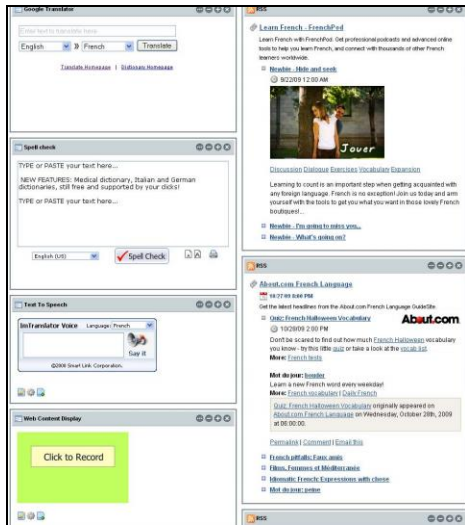 Google Translator
Enter text to translate here.
English » French Translate
Translate Homepage | Dictionary Homepage
Spell check
TYPE or PASTE your text here...
NEW FEATURES: Medical dictionary, Italian and German
dictionaries, still free and supported by your clicks!
TYPE or PASTE your text here...
English (US) Spell Check
Text To Speech
ImTranslator Voice Language: French
Say it
©2009 Smart Link Corporation.
Web Content Display
Click to Record
RSS
Learn French - FrenchPod
Learn French with FrenchPod. Get professional podcasts and advanced online
tools to help you learn French, and connect with thousands of other French
learners worldwide.
Newbie - Hide and seek
9/22/09 12:00 AM
Jouer
Discussion Dialogue Exercises Vocabulary Expansion
Learning to count is an important step when getting acquainted with
any foreign language. French is no exception! Join us today and arm
yourself with the tools to get you what you want in those lovely French
boutiques!...
Newbie - I'm going to miss you...
Newbie - What's going on?
RSS
About.com French Language
10/27/09 8:00 PM
Get the latest headlines from the About.com French Language GuideSite.
Quiz: French Halloween Vocabulary
About.com
10/28/09 2:00 PM
Don't be scared to find out how much French Halloween vocabulary
you know - try this little quiz or take a look at the vocab list.
More: French tests
Mot du jour: bouder
Learn a new French word every weekday!
More: French vocabulary | Daily French
Quiz: French Halloween Vocabulary originally appeared on
About.com French Language on Wednesday, October 28th, 2009
at 06:00:00.
Permalink | Comment | Email this
French pitfalls: Faux amis
Films, Femmes et Méditerranée
Idiomatic French: Expressions with chose
Mot du jour: peine
RSS